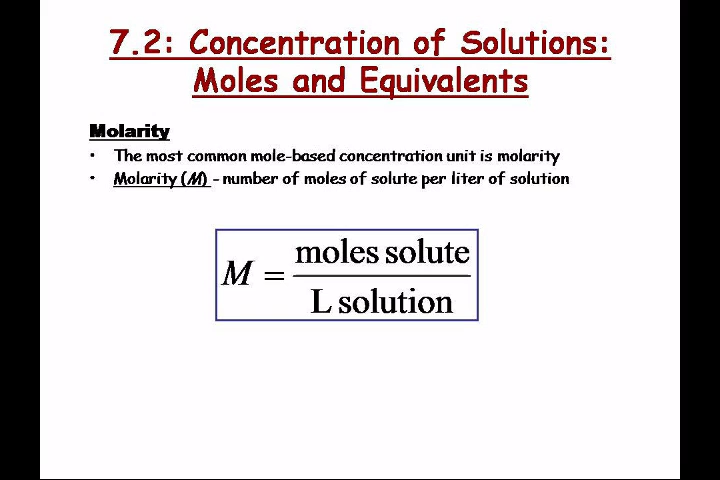 7.2: Concentration of Solutions:
Moles and Equivalents
Molarity
• The most common mole-based concentration unit is molarity
• Molarity (M) - number of moles of solute per liter of solution
M = moles solute / L solution